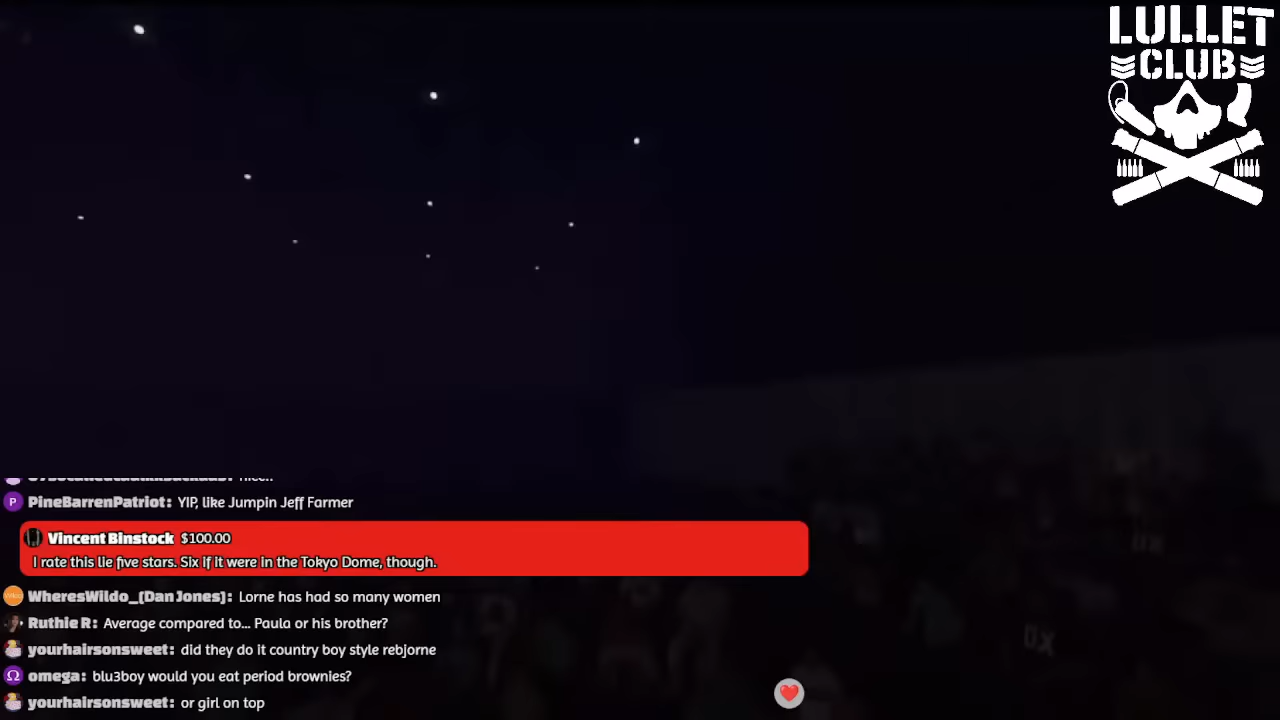 LULLET
CLUB
PineBarrenPatriot: YIP, like Jumpin Jeff Farmer
Vincent Binstock $100.00
I rate this lie five stars. Six if it were in the Tokyo Dome, though.
WheresWildo_(Dan Jones): Lorne has had so many women
Ruthie R: Average compared to... Paula or his brother?
yourhairsonsweet: did they do it country boy style rebjorne
omega: blu3boy would you eat period brownies?
yourhairsonsweet: or girl on top